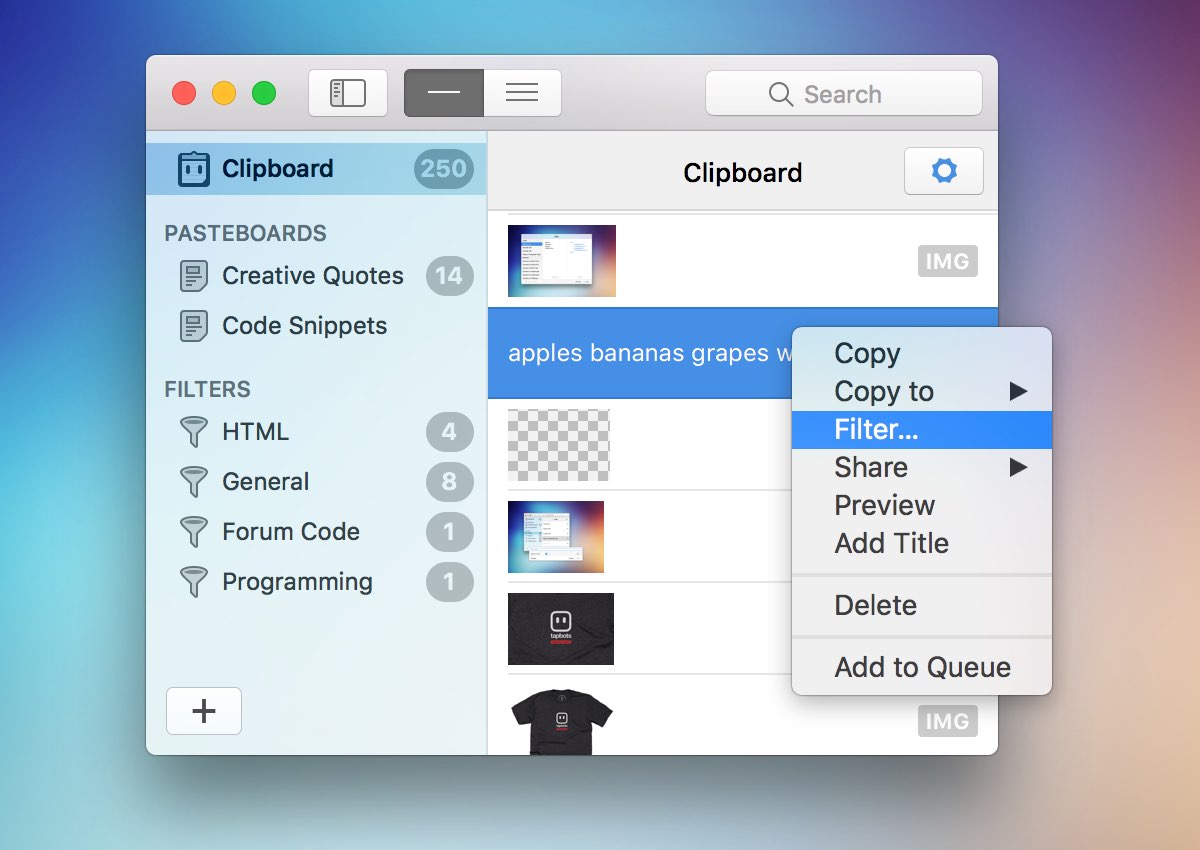 Search
Clipboard 250
PASTEBOARDS
Creative Quotes 14
Code Snippets
FILTERS
HTML 4
General 8
Forum Code 1
Programming 1
+
Clipboard
IMG
apples bananas grapes w
Copy
Copy to
Filter...
Share
Preview
Add Title
Delete
Add to Queue
tapbots
IMG